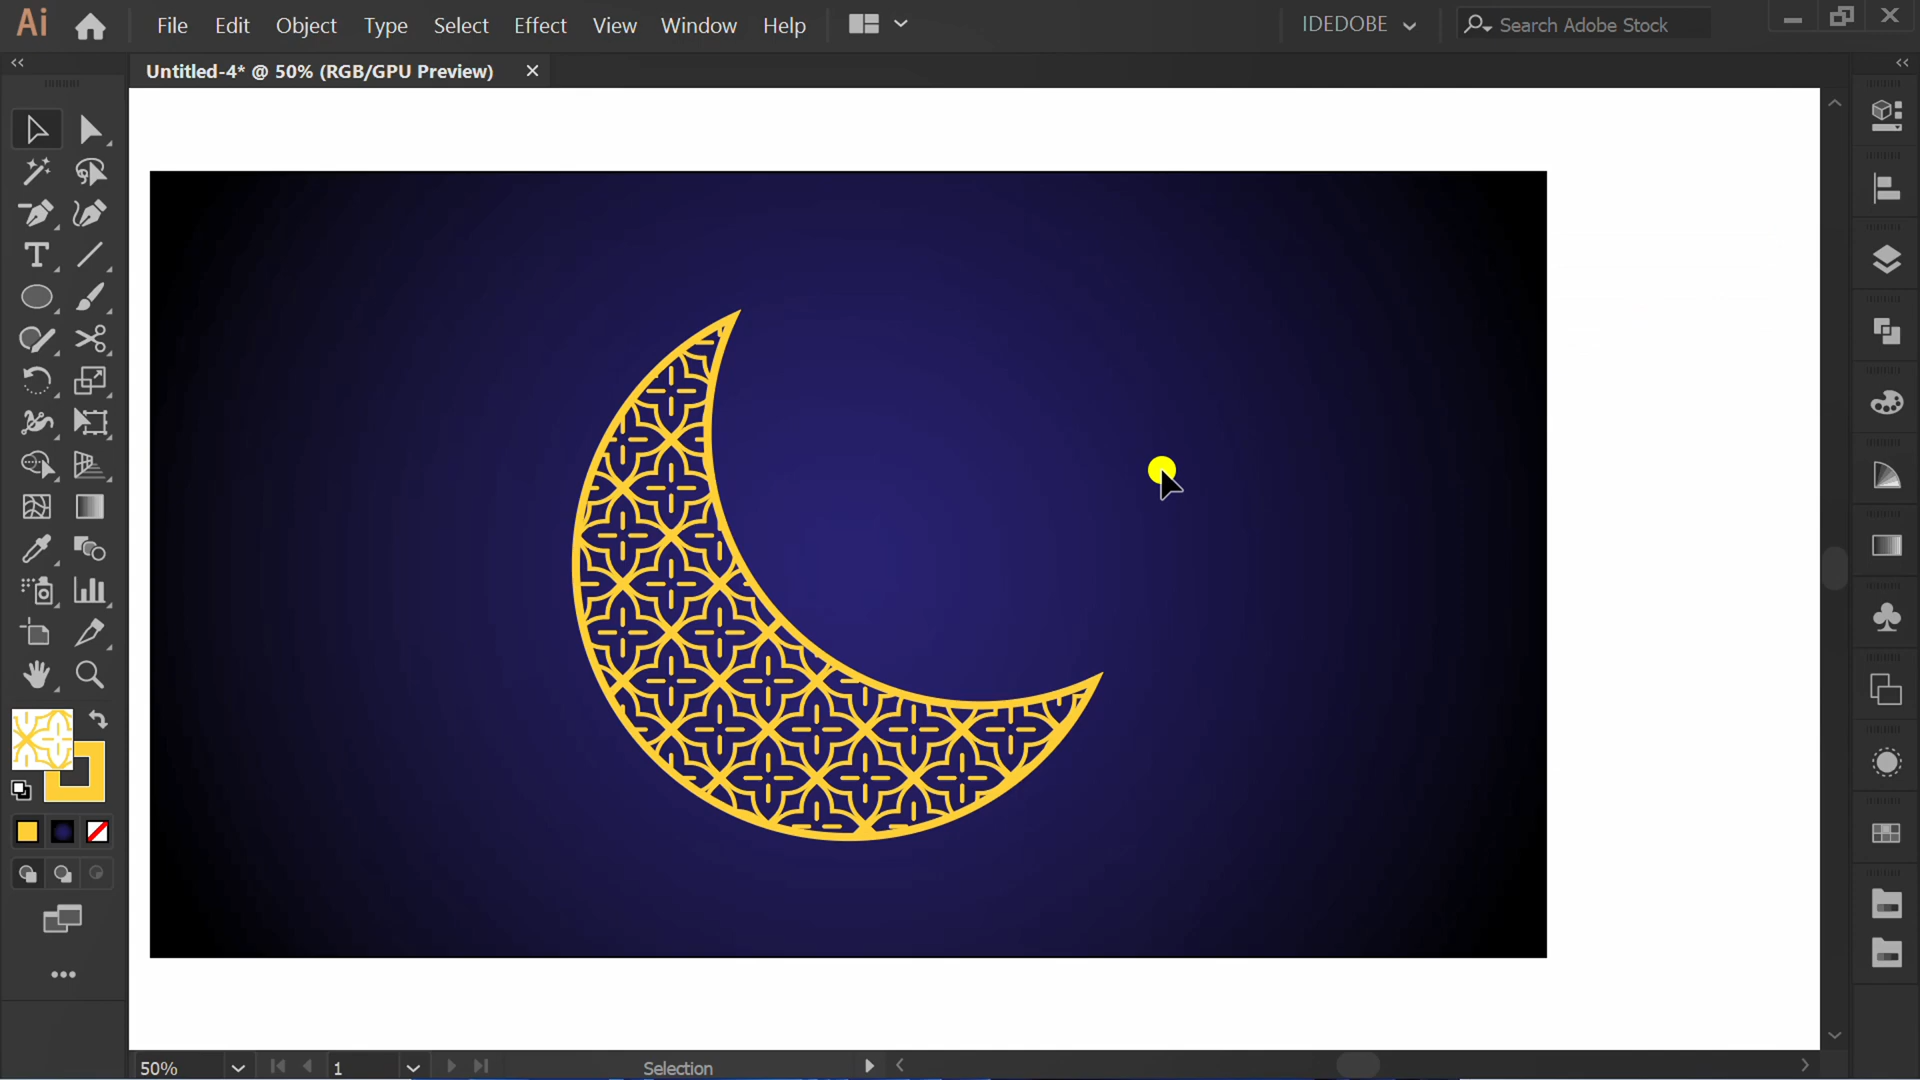 Ai File Edit Object Type Select Effect View Window Help IDEDOBE Search Adobe Stock
Untitled-4* @ 50% (RGB/GPU Preview)
T
50% 1 Selection